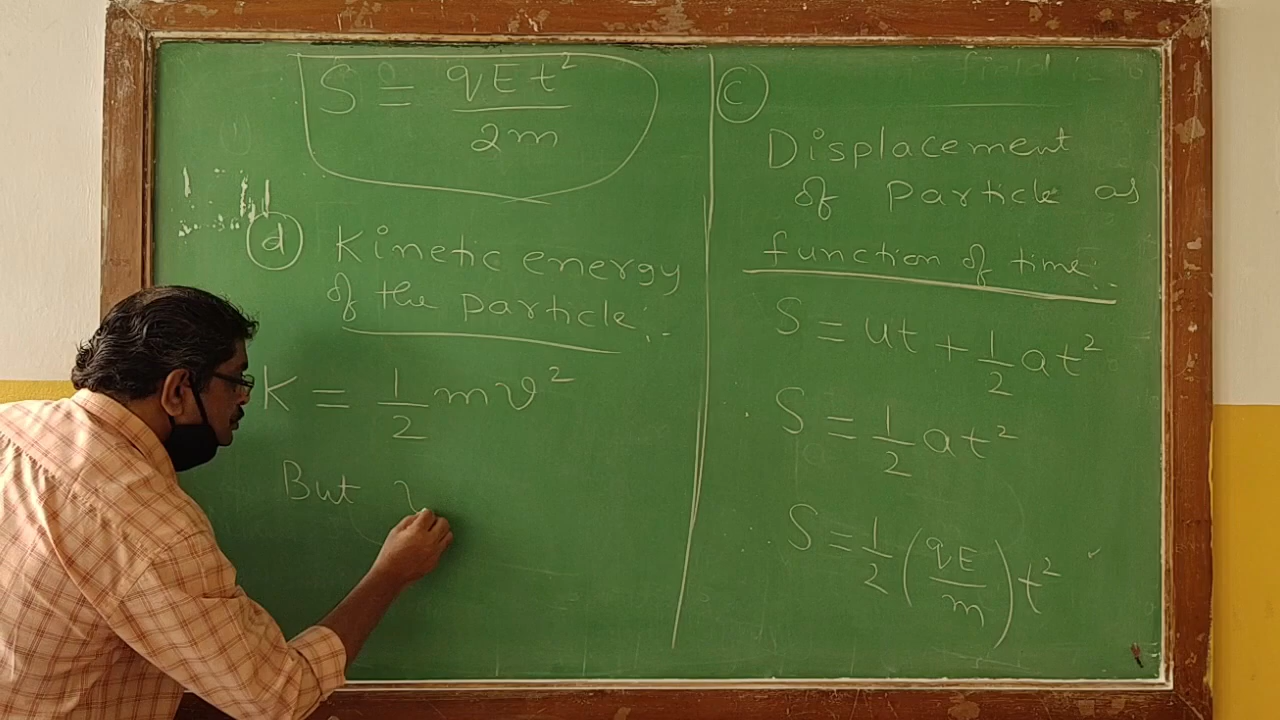 S = qEt²/2m
(d) Kinetic energy
of the particle:-
K = 1/2 mv²
But v
(c)
Displacement
of particle as
function of time:-
S = ut + 1/2 at²
S = 1/2 at²
S = 1/2 (qE/m) t²